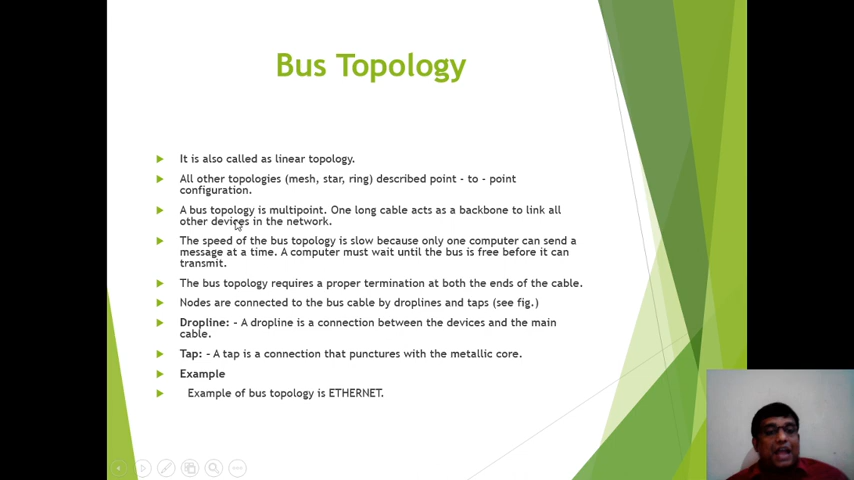 Bus Topology
It is also called as linear topology.
All other topologies (mesh, star, ring) described point - to - point
configuration.
A bus topology is multipoint. One long cable acts as a backbone to link all
other devices in the network.
The speed of the bus topology is slow because only one computer can send a
message at a time. A computer must wait until the bus is free before it can
transmit.
The bus topology requires a proper termination at both the ends of the cable.
Nodes are connected to the bus cable by droplines and taps (see fig.)
Dropline: - A dropline is a connection between the devices and the main
cable.
Tap: - A tap is a connection that punctures with the metallic core.
Example
Example of bus topology is ETHERNET.